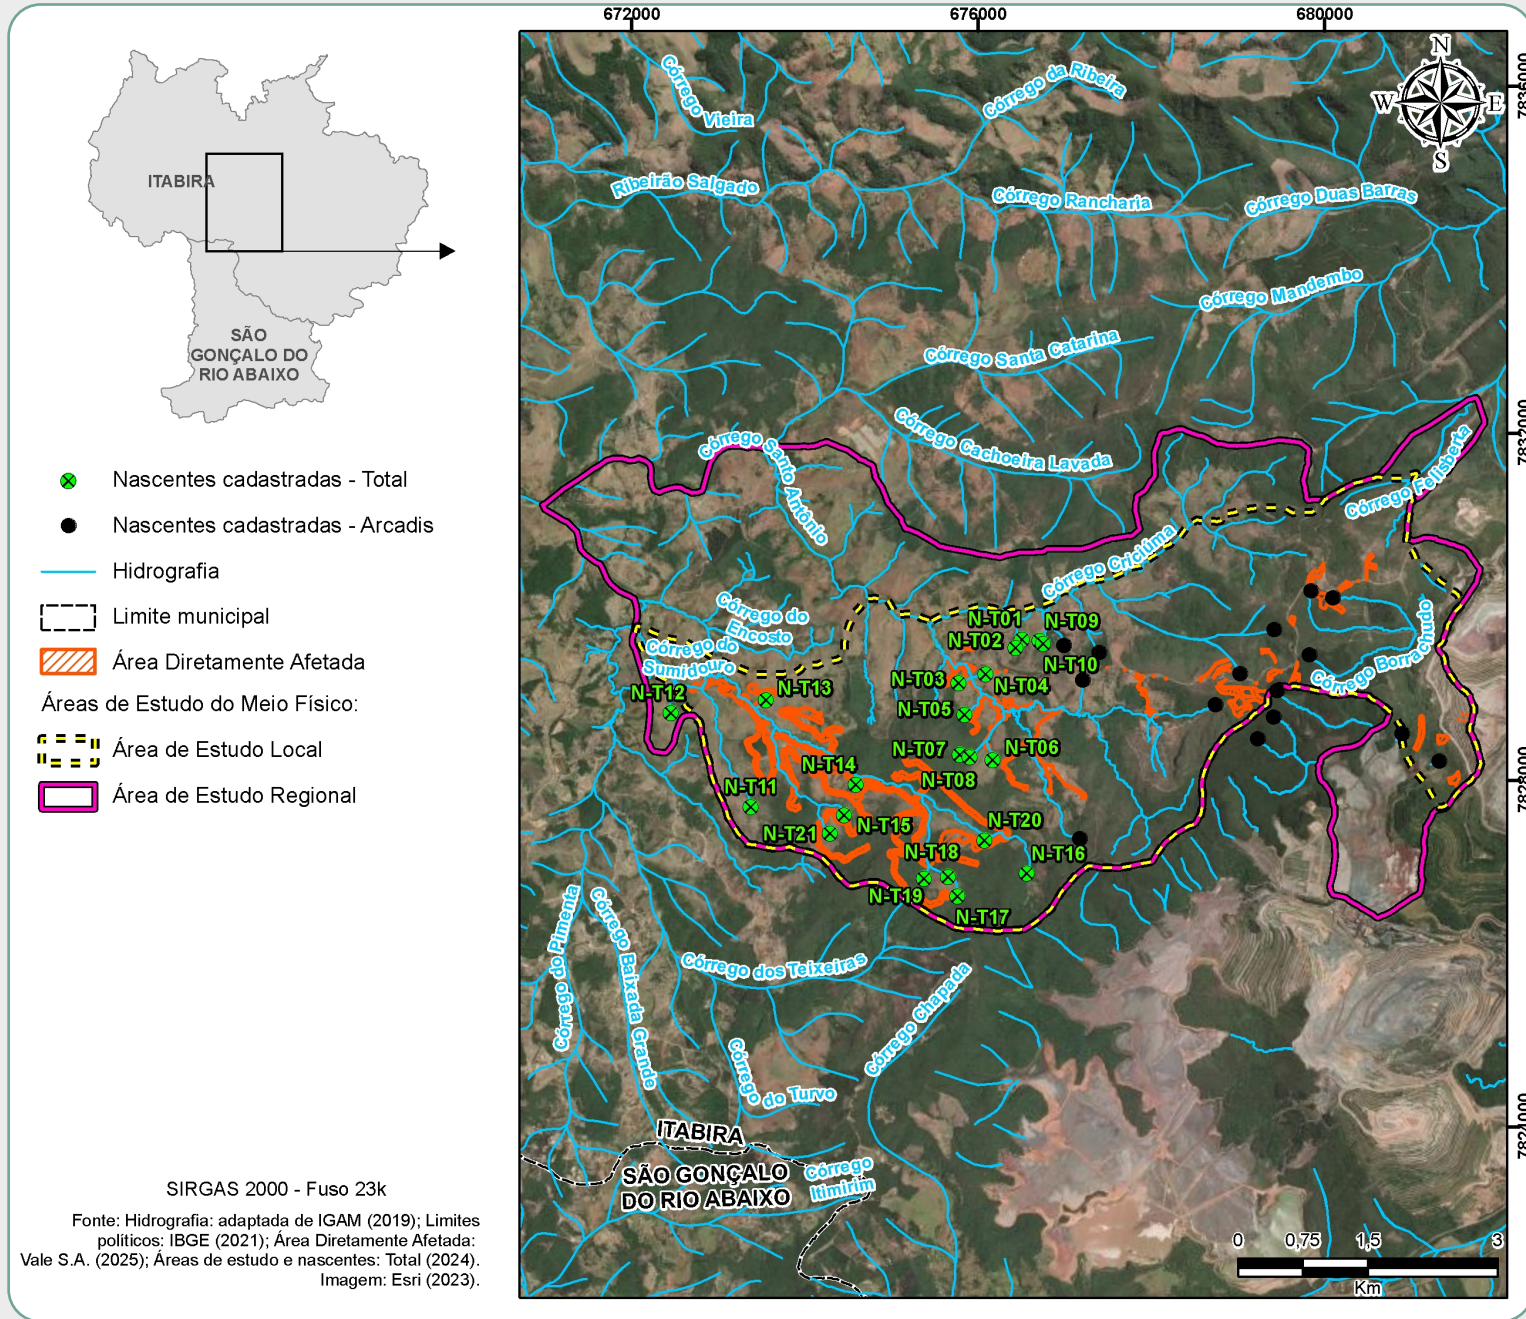 672000
676000
680000
7836000
7832000
7828000
7824000
N
W
E
S
ITABIRA
SÃO
GONÇALO DO
RIO ABAIXO
Nascentes cadastradas - Total
Nascentes cadastradas - Arcadis
Hidrografia
Limite municipal
Área Diretamente Afetada
Áreas de Estudo do Meio Físico:
Área de Estudo Local
Área de Estudo Regional
SIRGAS 2000 - Fuso 23k
Fonte: Hidrografia: adaptada de IGAM (2019); Limites
políticos: IBGE (2021); Área Diretamente Afetada:
Vale S.A. (2025); Áreas de estudo e nascentes: Total (2024).
Imagem: Esri (2023).
Córrego Vieira
Córrego da Ribeira
Ribeirão Salgado
Córrego Rancharia
Córrego Duas Barras
Córrego Mandembo
Córrego Santa Catarina
Córrego Cachoeira Lavada
Córrego Santo Antônio
Córrego Felisberta
Córrego Criciúma
Córrego do
Encosto
Córrego do
Sumidouro
Córrego Borrachudo
N-T01
N-T09
N-T02
N-T10
N-T03
N-T04
N-T12
N-T13
N-T05
N-T07
N-T06
N-T14
N-T08
N-T11
N-T21
N-T15
N-T20
N-T18
N-T16
N-T19
N-T17
Córrego do Pimenta
Córrego Baixada Grande
Córrego dos Teixeiras
Córrego Chapada
Córrego do Turvo
ITABIRA
SÃO GONÇALO
DO RIO ABAIXO
Córrego
Itimirim
0 0,75 1,5 3
Km